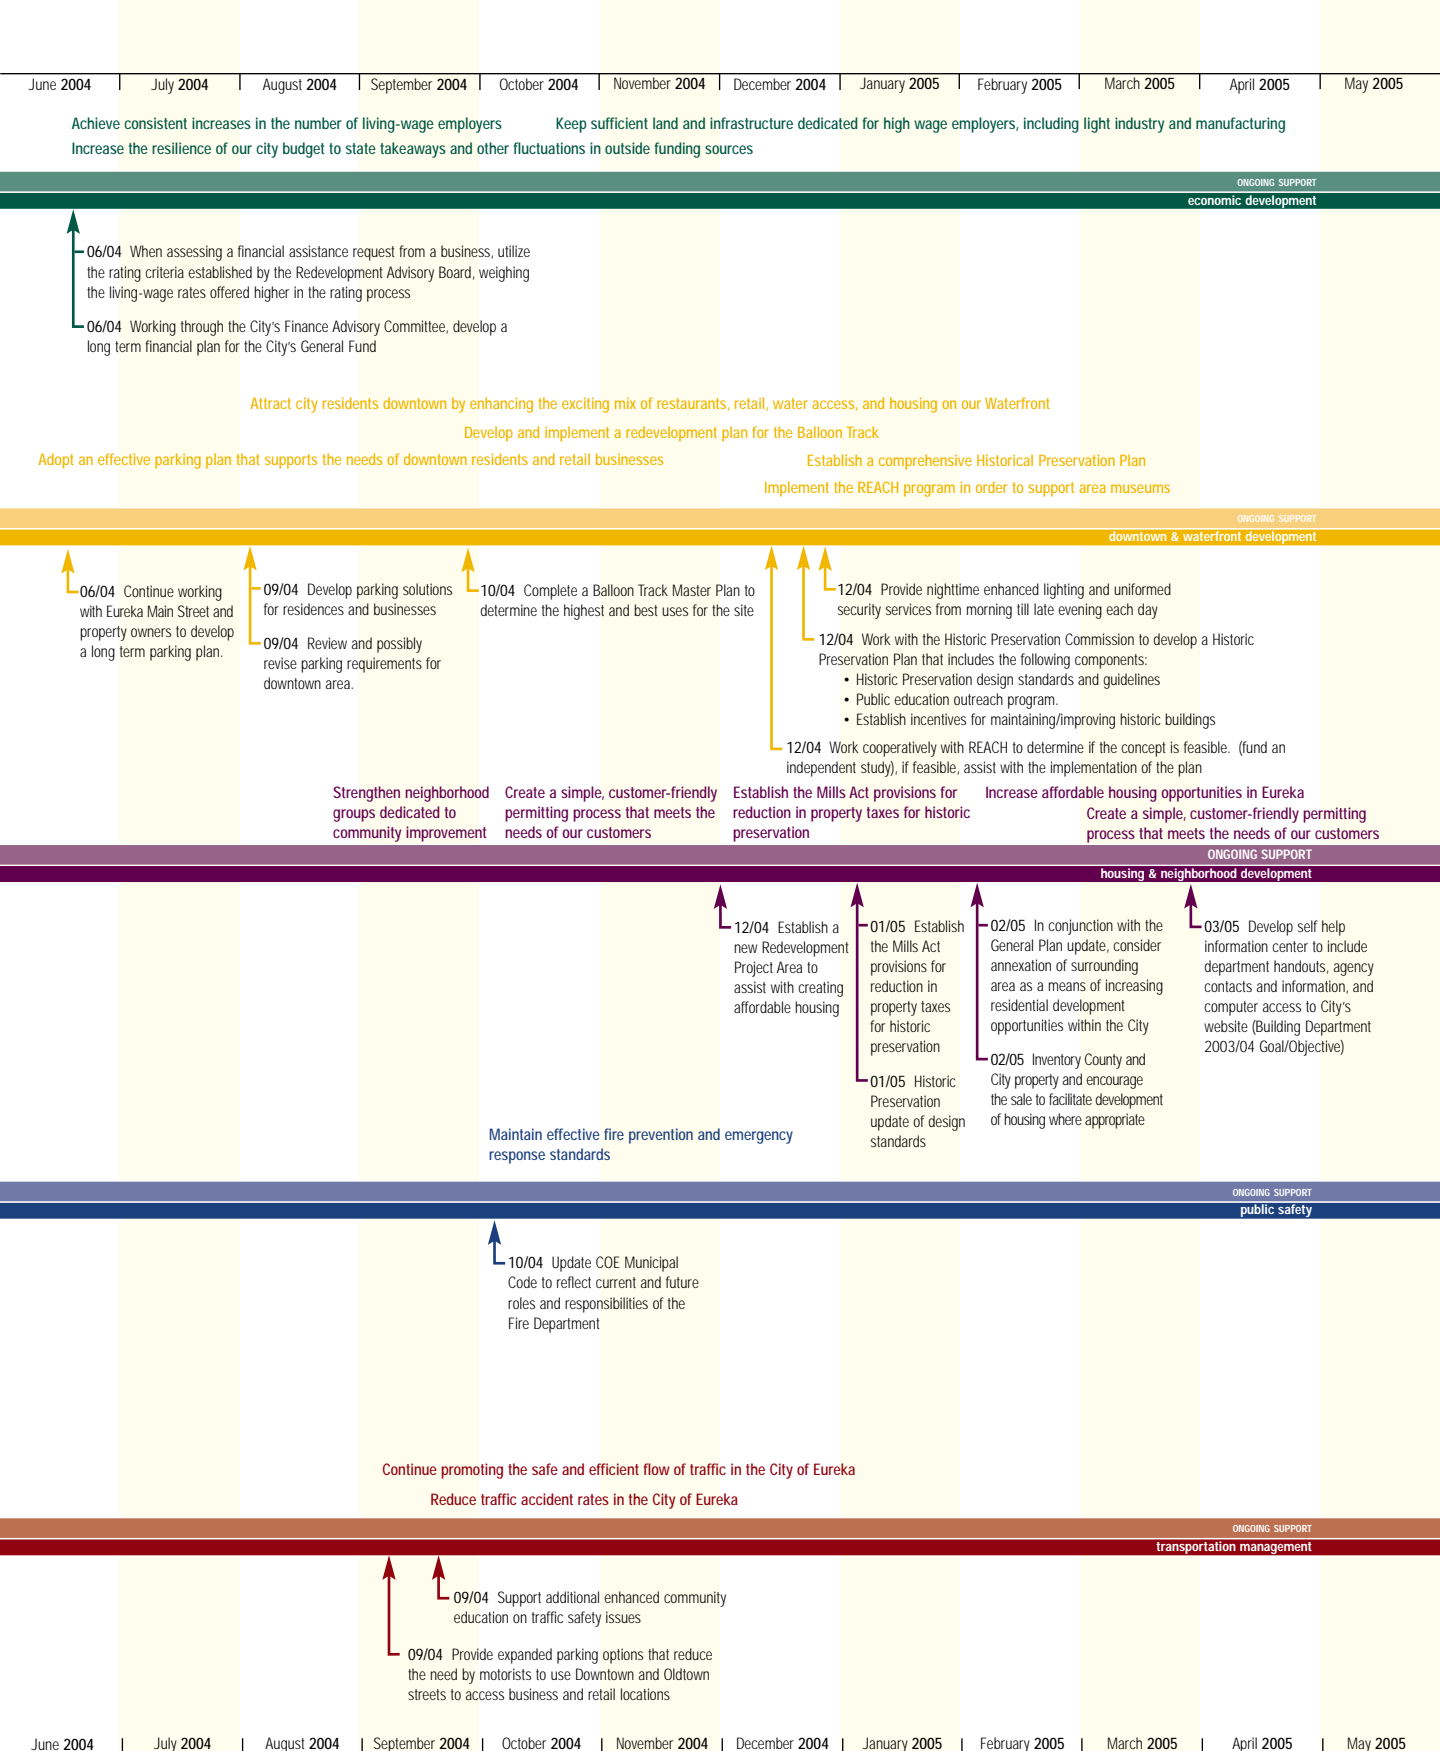 June 2004 July 2004 August 2004 September 2004 October 2004 November 2004 December 2004 January 2005 February 2005 March 2005 April 2005 May 2005
Achieve consistent increases in the number of living-wage employers
Keep sufficient land and infrastructure dedicated for high wage employers, including light industry and manufacturing
Increase the resilience of our city budget to state takeaways and other fluctuations in outside funding sources
ONGOING SUPPORT
economic development
06/04 When assessing a financial assistance request from a business, utilize
the rating criteria established by the Redevelopment Advisory Board, weighing
the living-wage rates offered higher in the rating process
06/04 Working through the City's Finance Advisory Committee, develop a
long term financial plan for the City's General Fund
Attract city residents downtown by enhancing the exciting mix of restaurants, retail, water access, and housing on our Waterfront
Develop and implement a redevelopment plan for the Balloon Track
Adopt an effective parking plan that supports the needs of downtown residents and retail businesses
Establish a comprehensive Historical Preservation Plan
Implement the REACH program in order to support area museums
ONGOING SUPPORT
downtown & waterfront development
06/04 Continue working
with Eureka Main Street and
property owners to develop
a long term parking plan.
09/04 Develop parking solutions
for residences and businesses
09/04 Review and possibly
revise parking requirements for
downtown area.
10/04 Complete a Balloon Track Master Plan to
determine the highest and best uses for the site
12/04 Provide nighttime enhanced lighting and uniformed
security services from morning till late evening each day
12/04 Work with the Historic Preservation Commission to develop a Historic
Preservation Plan that includes the following components:
• Historic Preservation design standards and guidelines
• Public education outreach program.
• Establish incentives for maintaining/improving historic buildings
12/04 Work cooperatively with REACH to determine if the concept is feasible. (fund an
independent study), if feasible, assist with the implementation of the plan
Strengthen neighborhood
groups dedicated to
community improvement
Create a simple, customer-friendly
permitting process that meets the
needs of our customers
Establish the Mills Act provisions for
reduction in property taxes for historic
preservation
Increase affordable housing opportunities in Eureka
Create a simple, customer-friendly permitting
process that meets the needs of our customers
ONGOING SUPPORT
housing & neighborhood development
12/04 Establish a
new Redevelopment
Project Area to
assist with creating
affordable housing
01/05 Establish
the Mills Act
provisions for
reduction in
property taxes
for historic
preservation
01/05 Historic
Preservation
update of design
standards
02/05 In conjunction with the
General Plan update, consider
annexation of surrounding
area as a means of increasing
residential development
opportunities within the City
02/05 Inventory County and
City property and encourage
the sale to facilitate development
of housing where appropriate
03/05 Develop self help
information center to include
department handouts, agency
contacts and information, and
computer access to City's
website (Building Department
2003/04 Goal/Objective)
Maintain effective fire prevention and emergency
response standards
ONGOING SUPPORT
public safety
10/04 Update COE Municipal
Code to reflect current and future
roles and responsibilities of the
Fire Department
Continue promoting the safe and efficient flow of traffic in the City of Eureka
Reduce traffic accident rates in the City of Eureka
ONGOING SUPPORT
transportation management
09/04 Support additional enhanced community
education on traffic safety issues
09/04 Provide expanded parking options that reduce
the need by motorists to use Downtown and Oldtown
streets to access business and retail locations
June 2004 July 2004 August 2004 September 2004 October 2004 November 2004 December 2004 January 2005 February 2005 March 2005 April 2005 May 2005